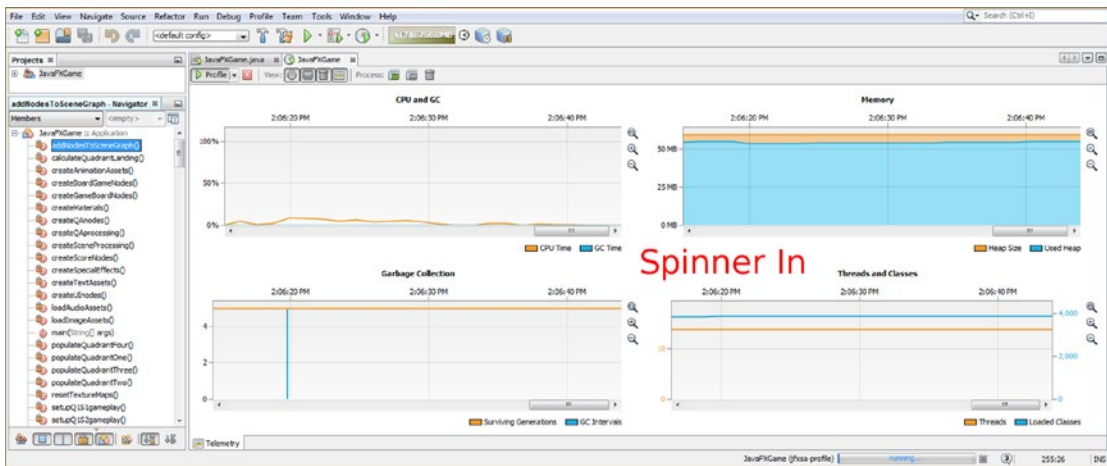 File Edit View Navigate Source Refactor Run Debug Profile Team Tools Window Help
Search (Ctrl+I)
<default config>
Projects
JavaFXGame
JavaFXGame.java
JavaFXGame
Profile
View:
Process:
addNodesToSceneGraph - Navigator
Members
<empty>
JavaFXGame :: Application
addNodesToSceneGraph()
calculateQuadrantLanding()
createAnimationAssets()
createBoardGameNodes()
createGameBoardNodes()
createMaterials()
createQAnodes()
createQAprocessing()
createSceneProcessing()
createScoreNodes()
createSpecialEffects()
createTextAssets()
createUInodes()
loadAudioAssets()
loadImageAssets()
main(String[] args)
populateQuadrantFour()
populateQuadrantOne()
populateQuadrantThree()
populateQuadrantTwo()
resetTextureMaps()
setupQ1S1gameplay()
setupQ1S2gameplay()
CPU and GC
2:06:20 PM 2:06:30 PM 2:06:40 PM
100%
50%
0%
CPU Time GC Time
Memory
2:06:20 PM 2:06:30 PM 2:06:40 PM
50 MB
25 MB
0 MB
Heap Size Used Heap
Spinner In
Garbage Collection
2:06:20 PM 2:06:30 PM 2:06:40 PM
4
2
0
Surviving Generations GC Intervals
Threads and Classes
2:06:20 PM 2:06:30 PM 2:06:40 PM
4,000
10
2,000
0
0
Threads Loaded Classes
Telemetry
JavaFXGame (jfxsa-profile)
running...
255:26
INS